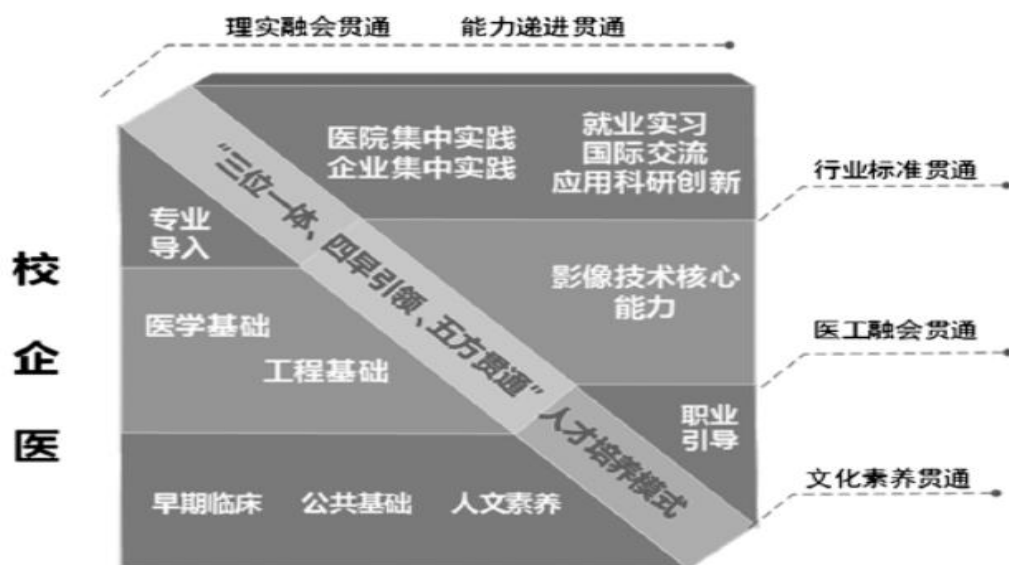 理实融会贯通 能力递进贯通
医院集中实践
企业集中实践
就业实习
国际交流
应用科研创新
行业标准贯通
专业
导入
“三位一体、四早引领、五方贯通”人才培养模式
影像技术核心
能力
校
企
医
医学基础
工程基础
医工融会贯通
职业
引导
早期临床 公共基础 人文素养
文化素养贯通